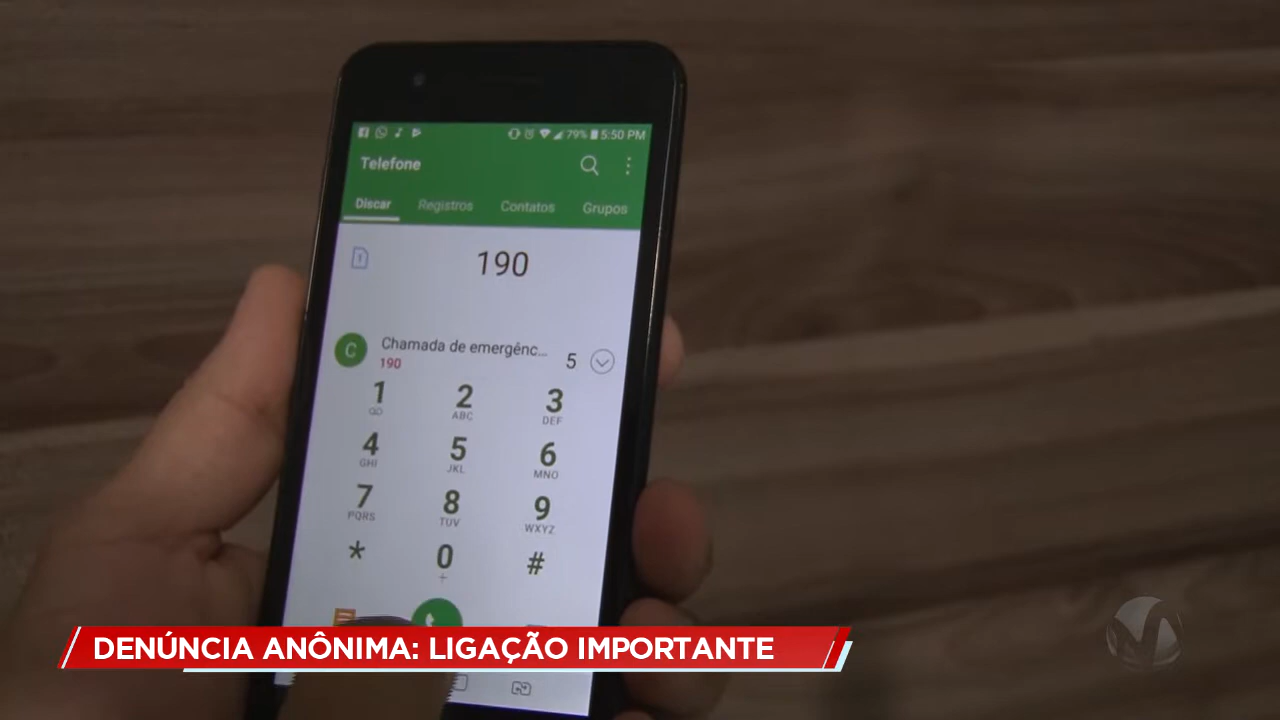 79% 5:50 PM
Telefone
Discar Registros Contatos Grupos
190
C Chamada de emergênc... 5
190
1 2 3
ABC DEF
4 5 6
GHI JKL MNO
7 8 9
PQRS TUV WXYZ
* 0 #
+
DENÚNCIA ANÔNIMA: LIGAÇÃO IMPORTANTE